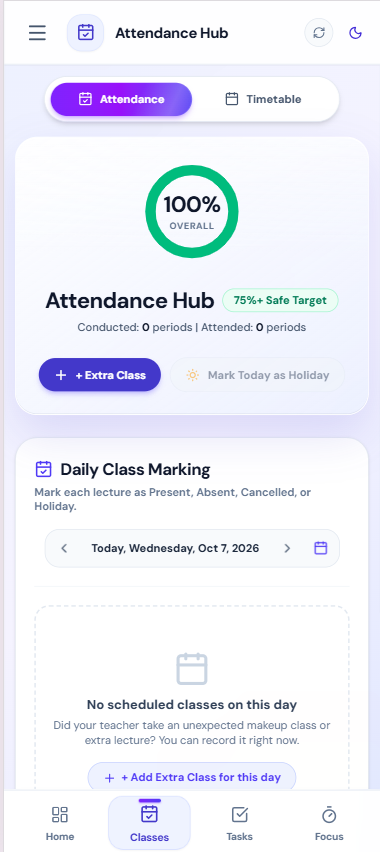 Attendance Hub
Attendance
Timetable
100%
OVERALL
Attendance Hub
75%+ Safe Target
Conducted: 0 periods | Attended: 0 periods
+ Extra Class
Mark Today as Holiday
Daily Class Marking
Mark each lecture as Present, Absent, Cancelled, or
Holiday.
Today, Wednesday, Oct 7, 2026
No scheduled classes on this day
Did your teacher take an unexpected makeup class or
extra lecture? You can record it right now.
+ Add Extra Class for this day
Home
Classes
Tasks
Focus